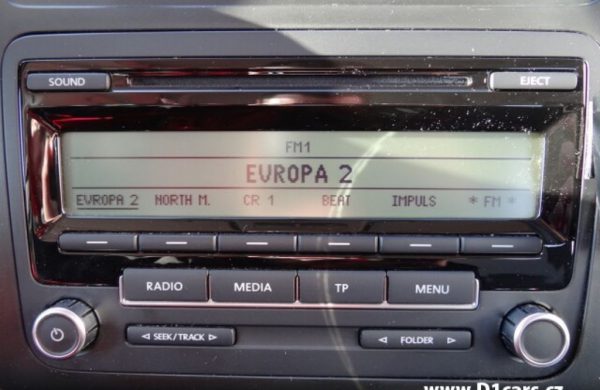 SOUND EJECT
FM1
EVROPA 2
EVROPA 2 NORTH M. CR 1 BEAT IMPULS * FM *
RADIO MEDIA TP MENU
SEEK/TRACK FOLDER
www.D1cars.cz